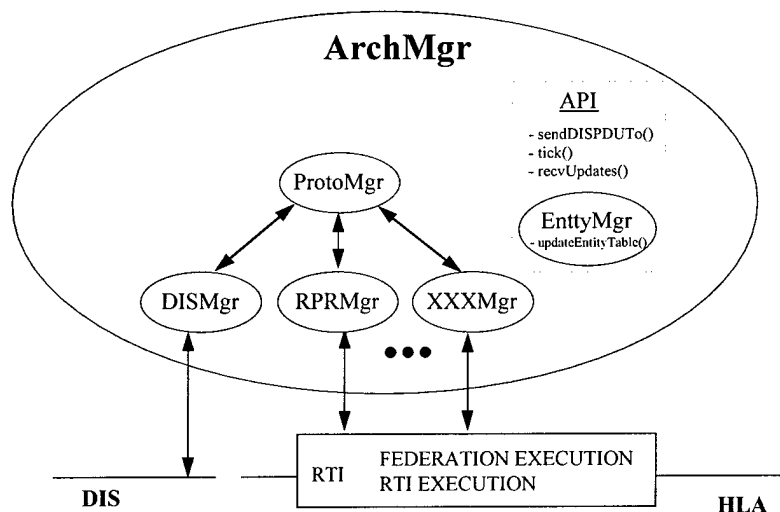 ArchMgr
API
- sendDISPDUTo()
- tick()
- recvUpdates()
ProtoMgr
EnttyMgr
- updateEntityTable()
DISMgr
RPRMgr
XXXMgr
RTI
FEDERATION EXECUTION
RTI EXECUTION
DIS
HLA